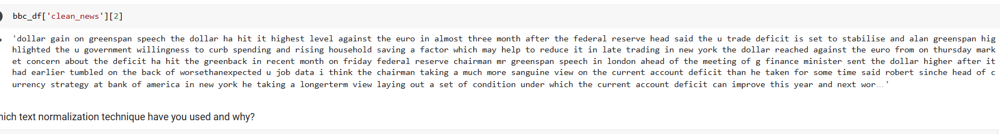 bbc_df['clean_news'][2]
'dollar gain on greenspan speech the dollar ha hit it highest level against the euro in almost three month after the federal reserve head said the u trade deficit is set to stabilise and alan greenspan hig
hlighted the u government willingness to curb spending and rising household saving a factor which may help to reduce it in late trading in new york the dollar reached against the euro from on thursday mark
et concern about the deficit ha hit the greenback in recent month on friday federal reserve chairman mr greenspan speech in london ahead of the meeting of g finance minister sent the dollar higher after it
had earlier tumbled on the back of worsethanexpected u job data i think the chairman taking a much more sanguine view on the current account deficit than he taken for some time said robert sinche head of c
urrency strategy at bank of america in new york he taking a longerterm view laying out a set of condition under which the current account deficit can improve this year and next wor...'
hich text normalization technique have you used and why?